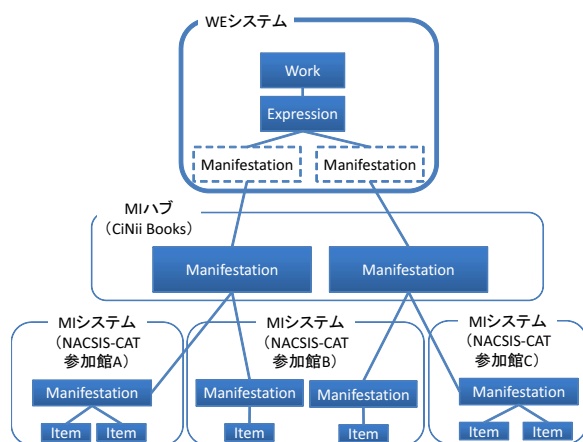 WEシステム
Work
Expression
Manifestation Manifestation
MIハブ
（CiNii Books）
Manifestation Manifestation
MIシステム
（NACSIS-CAT
参加館A）
Manifestation
Item Item
MIシステム
（NACSIS-CAT
参加館B）
Manifestation Manifestation
Item Item
MIシステム
（NACSIS-CAT
参加館C）
Manifestation
Item Item